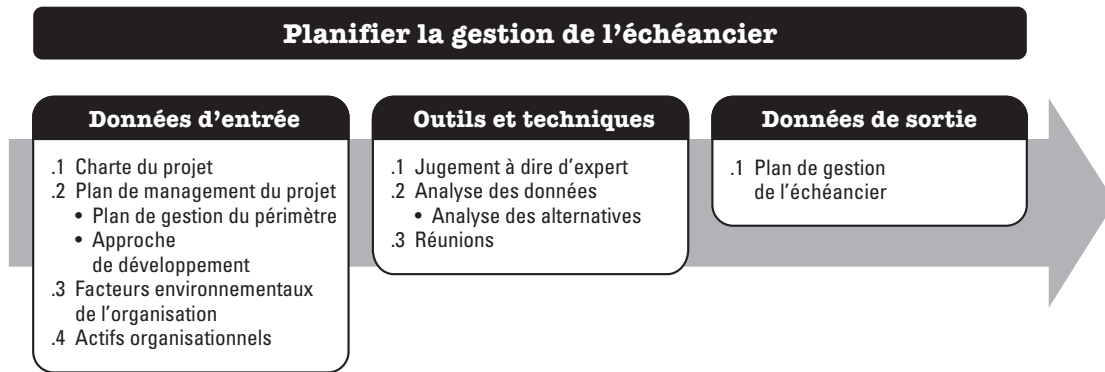 Planifier la gestion de l'échéancier
Données d'entrée
.1 Charte du projet
.2 Plan de management du projet
• Plan de gestion du périmètre
• Approche
de développement
.3 Facteurs environnementaux
de l'organisation
.4 Actifs organisationnels
Outils et techniques
.1 Jugement à dire d'expert
.2 Analyse des données
• Analyse des alternatives
.3 Réunions
Données de sortie
.1 Plan de gestion
de l'échéancier